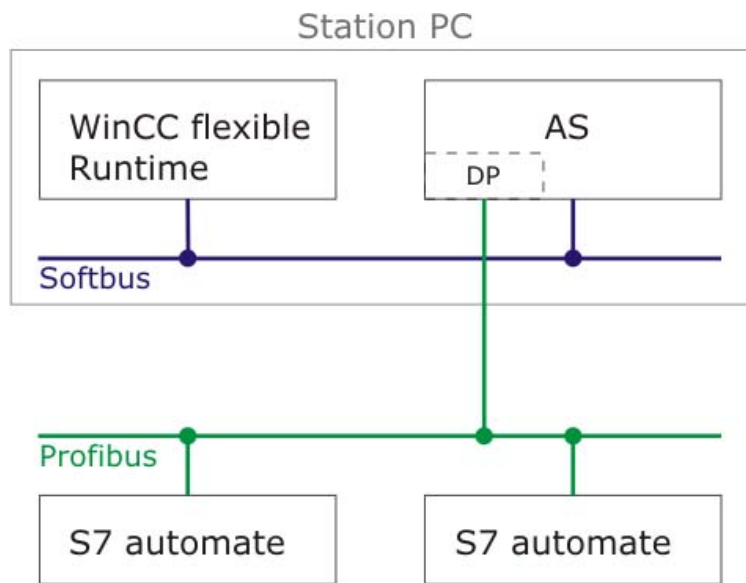 Station PC
WinCC flexible
Runtime
AS
DP
Softbus
Profibus
S7 automate
S7 automate